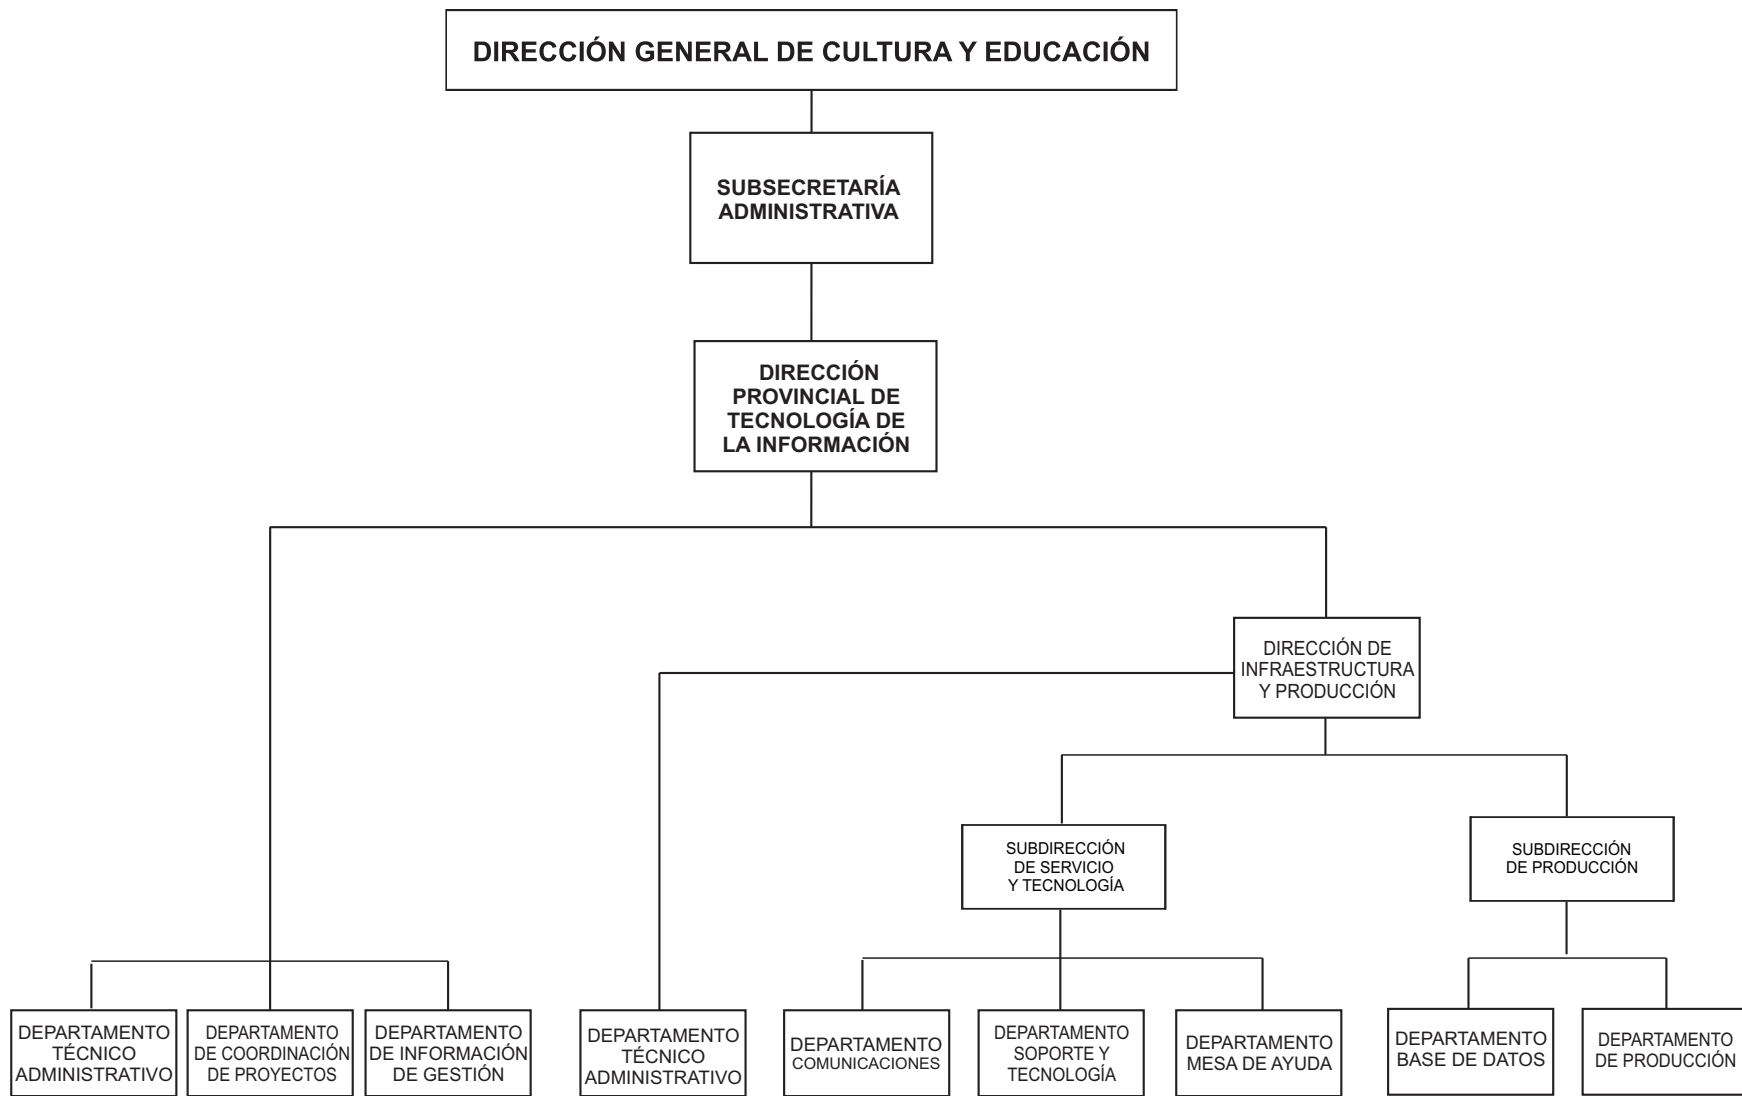 DIRECCIÓN GENERAL DE CULTURA Y EDUCACIÓN
SUBSECRETARÍA
ADMINISTRATIVA
DIRECCIÓN
PROVINCIAL DE
TECNOLOGÍA DE
LA INFORMACIÓN
DIRECCIÓN DE
INFRAESTRUCTURA
Y PRODUCCIÓN
SUBDIRECCIÓN
DE SERVICIO
Y TECNOLOGÍA
SUBDIRECCIÓN
DE PRODUCCIÓN
DEPARTAMENTO
TÉCNICO
ADMINISTRATIVO
DEPARTAMENTO
DE COORDINACIÓN
DE PROYECTOS
DEPARTAMENTO
DE INFORMACIÓN
DE GESTIÓN
DEPARTAMENTO
TÉCNICO
ADMINISTRATIVO
DEPARTAMENTO
COMUNICACIONES
DEPARTAMENTO
SOPORTE Y
TECNOLOGÍA
DEPARTAMENTO
MESA DE AYUDA
DEPARTAMENTO
BASE DE DATOS
DEPARTAMENTO
DE PRODUCCIÓN